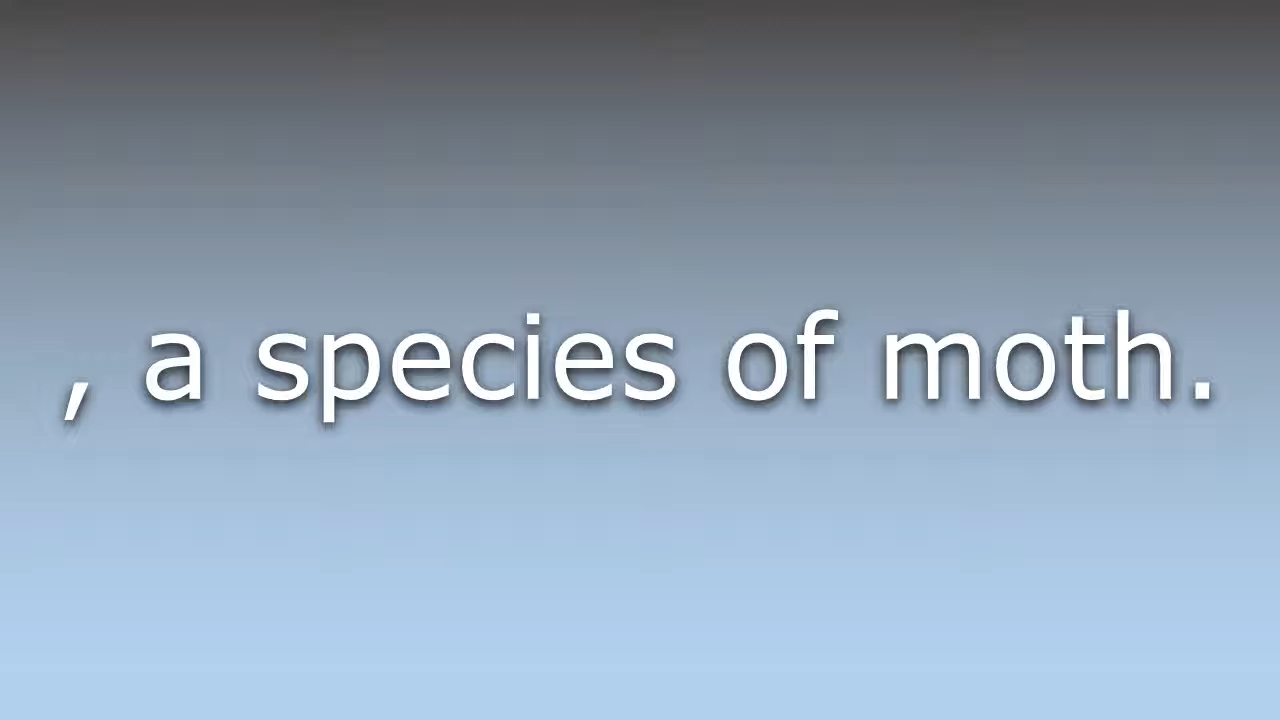 , a species of moth.